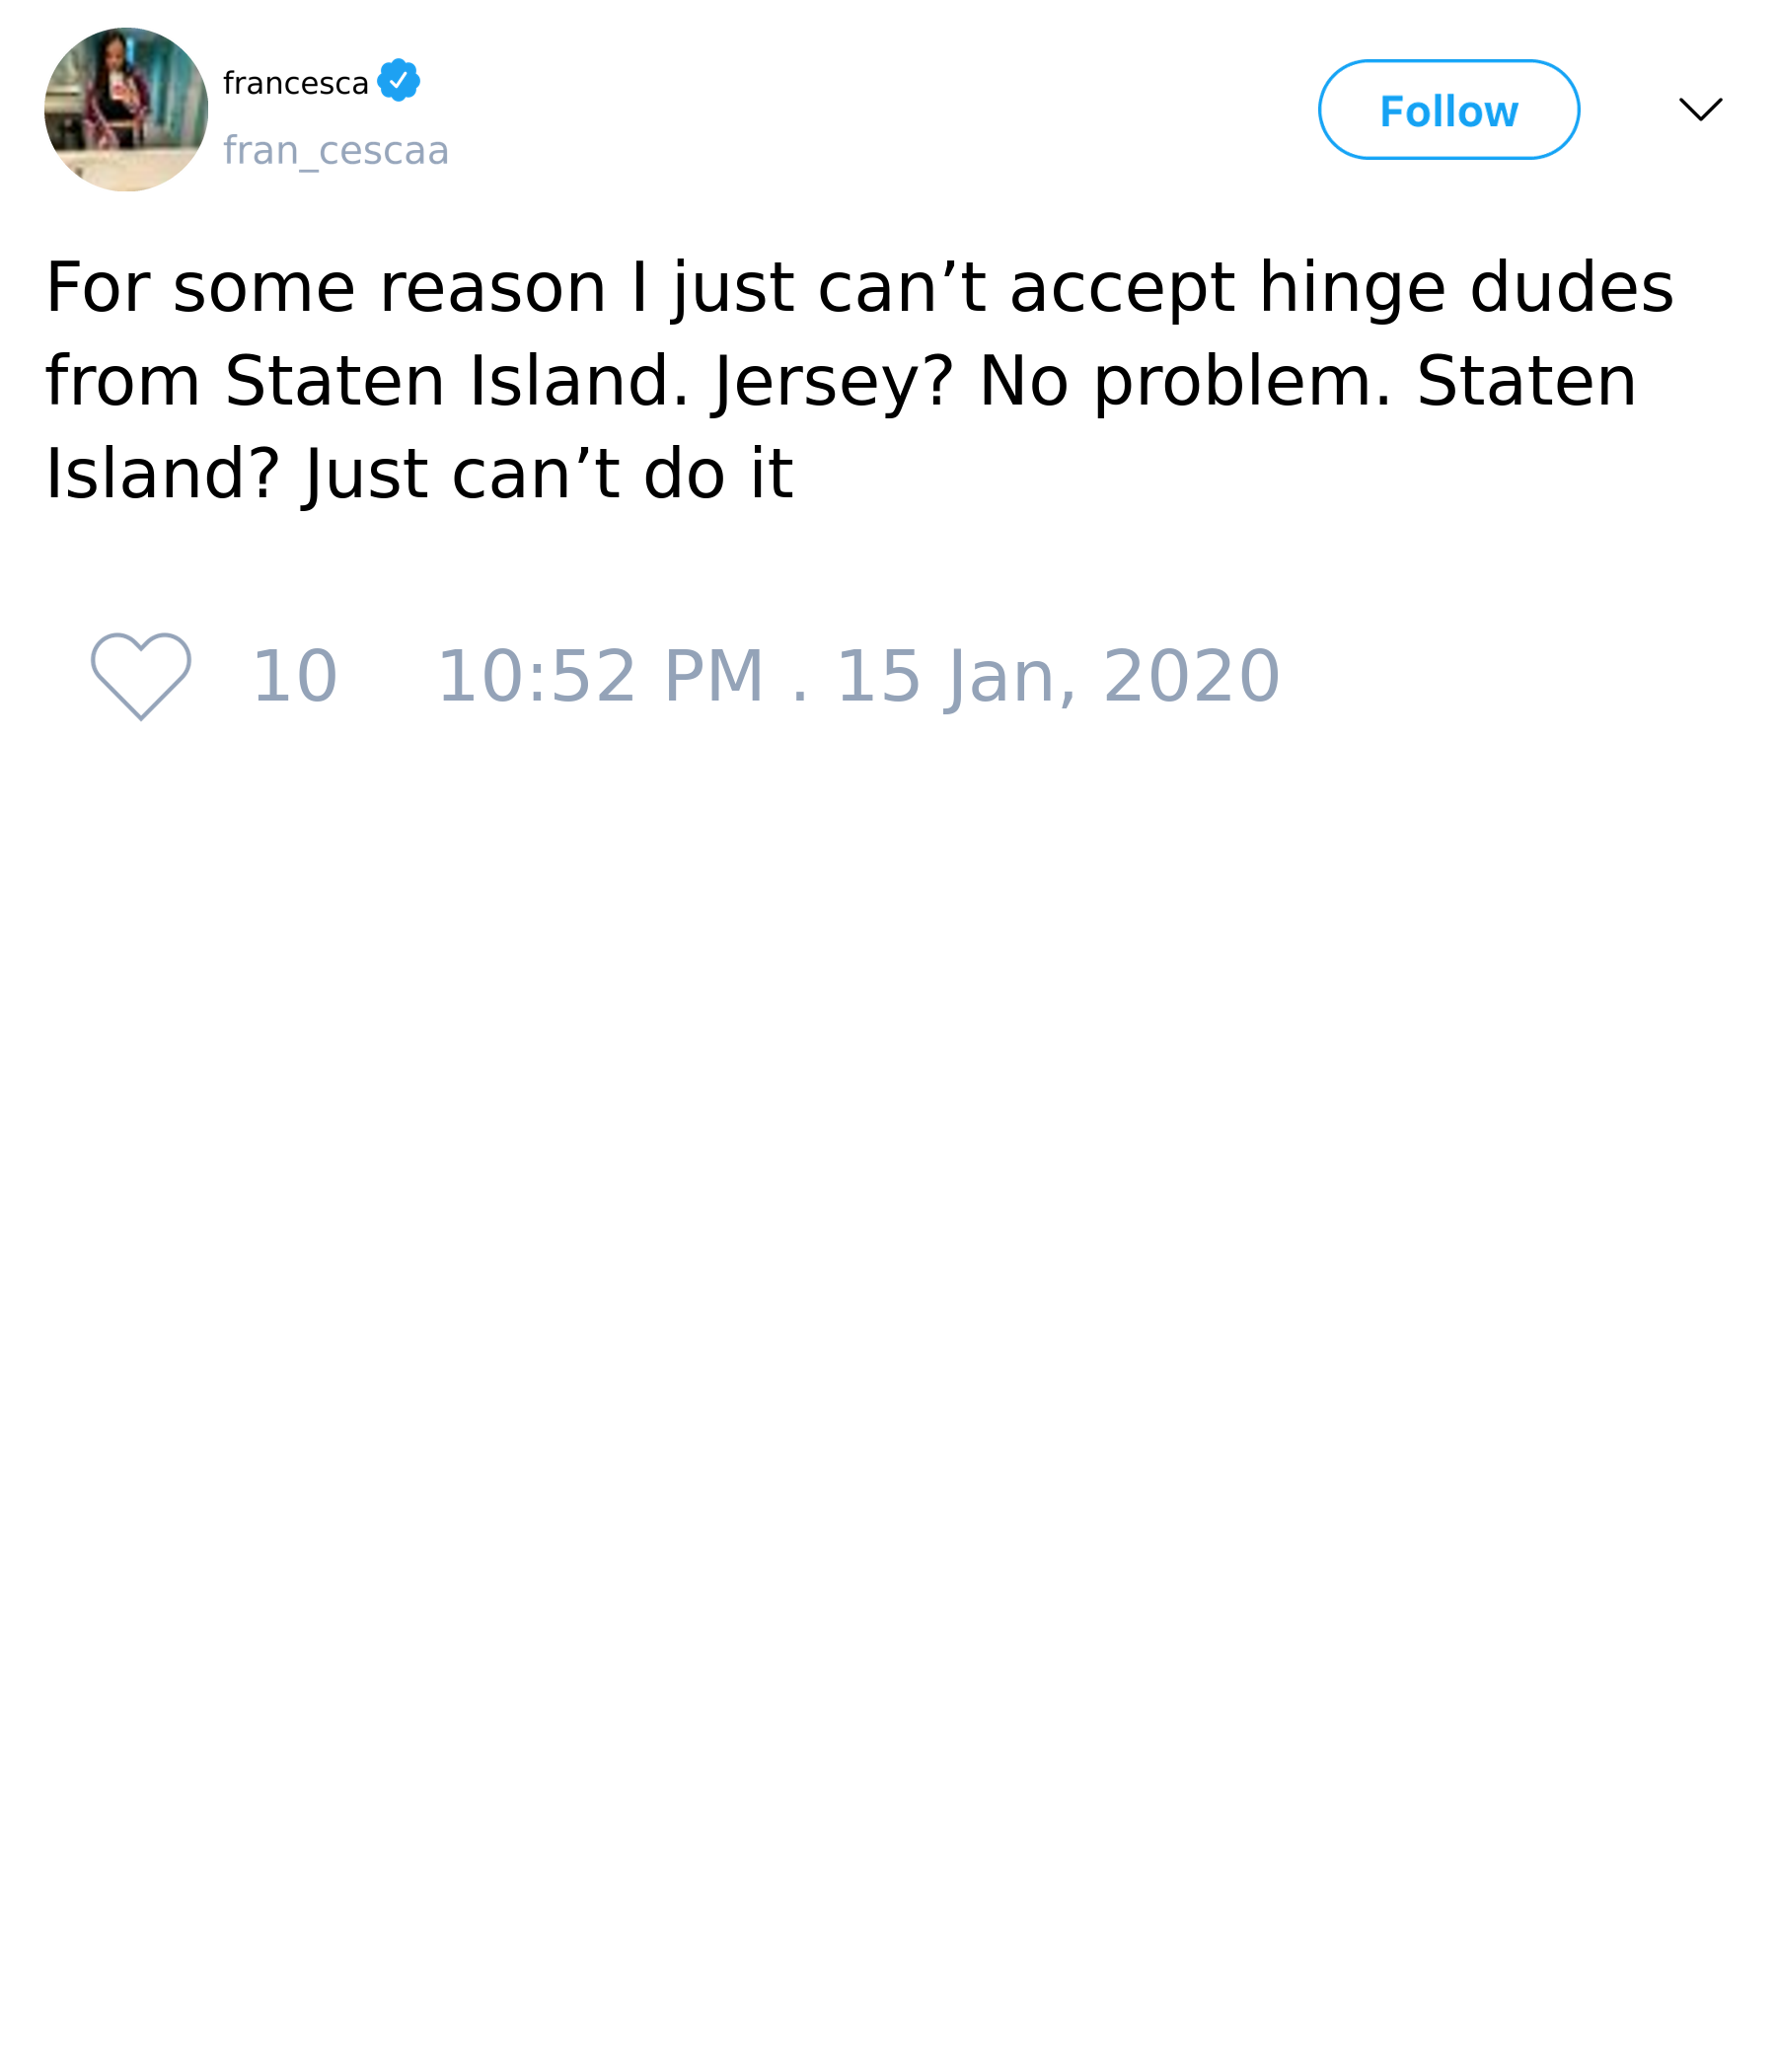 francesca
fran_cescaa
Follow
For some reason I just can’t accept hinge dudes
from Staten Island. Jersey? No problem. Staten
Island? Just can’t do it
10 10:52 PM . 15 Jan, 2020